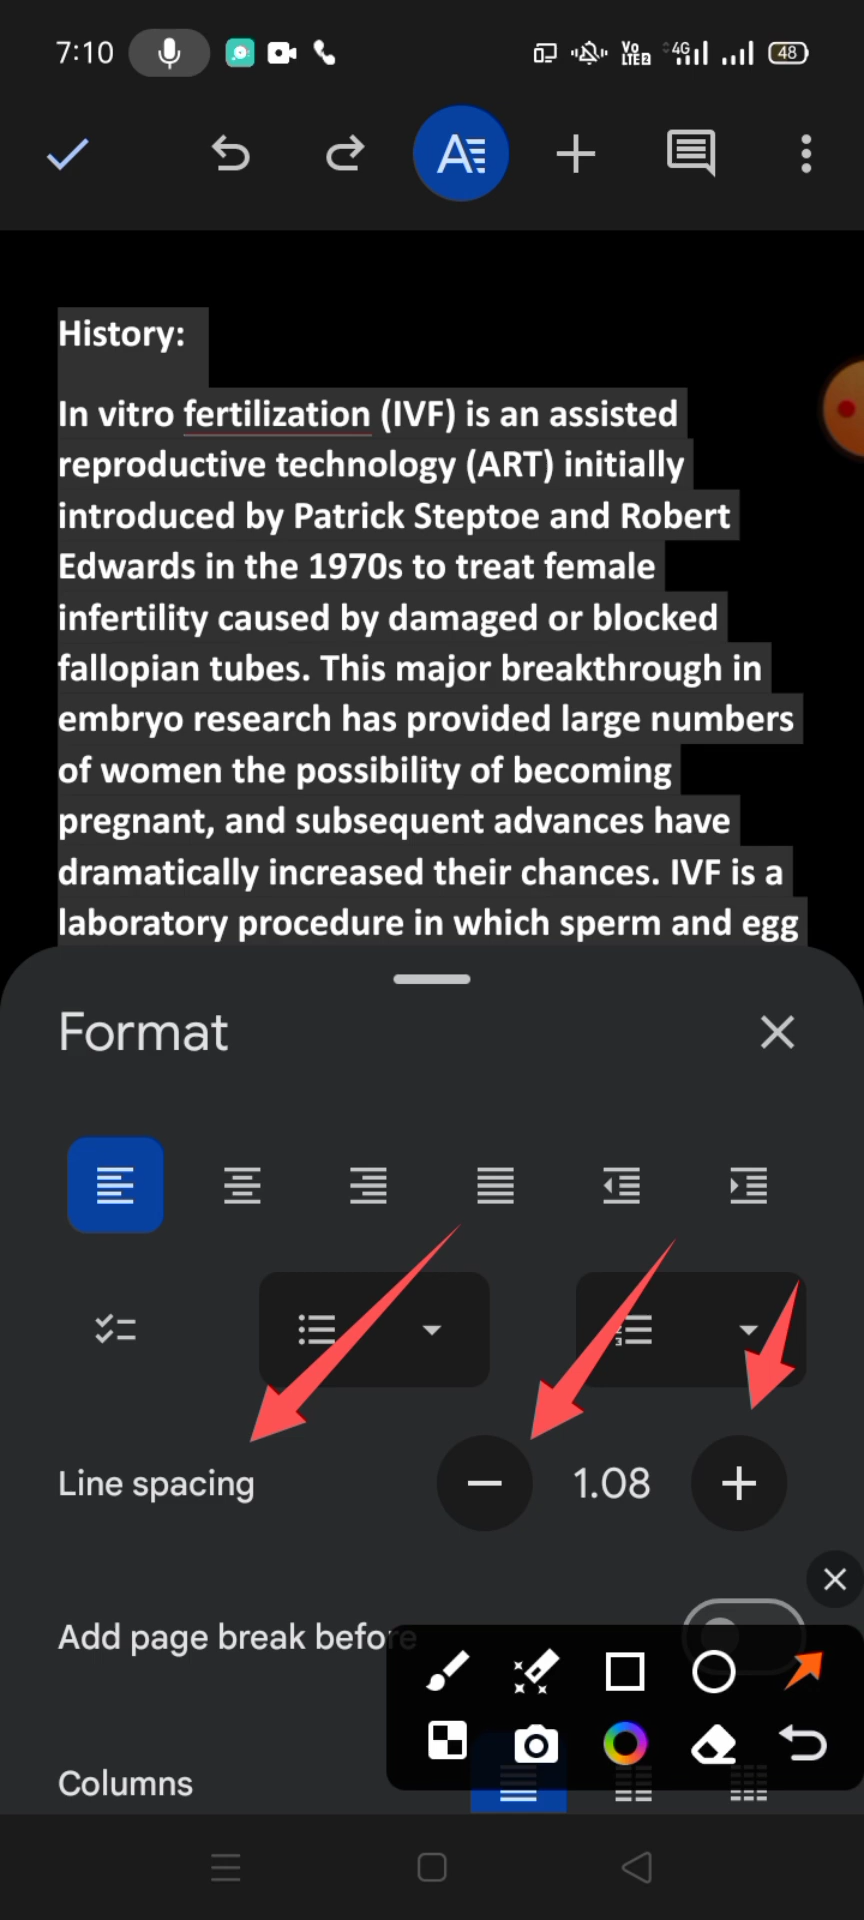 7:10
Vo
LTE2
4G
48
A
History:
In vitro fertilization (IVF) is an assisted
reproductive technology (ART) initially
introduced by Patrick Steptoe and Robert
Edwards in the 1970s to treat female
infertility caused by damaged or blocked
fallopian tubes. This major breakthrough in
embryo research has provided large numbers
of women the possibility of becoming
pregnant, and subsequent advances have
dramatically increased their chances. IVF is a
laboratory procedure in which sperm and egg
Format
Line spacing
1.08
Add page break before
Columns